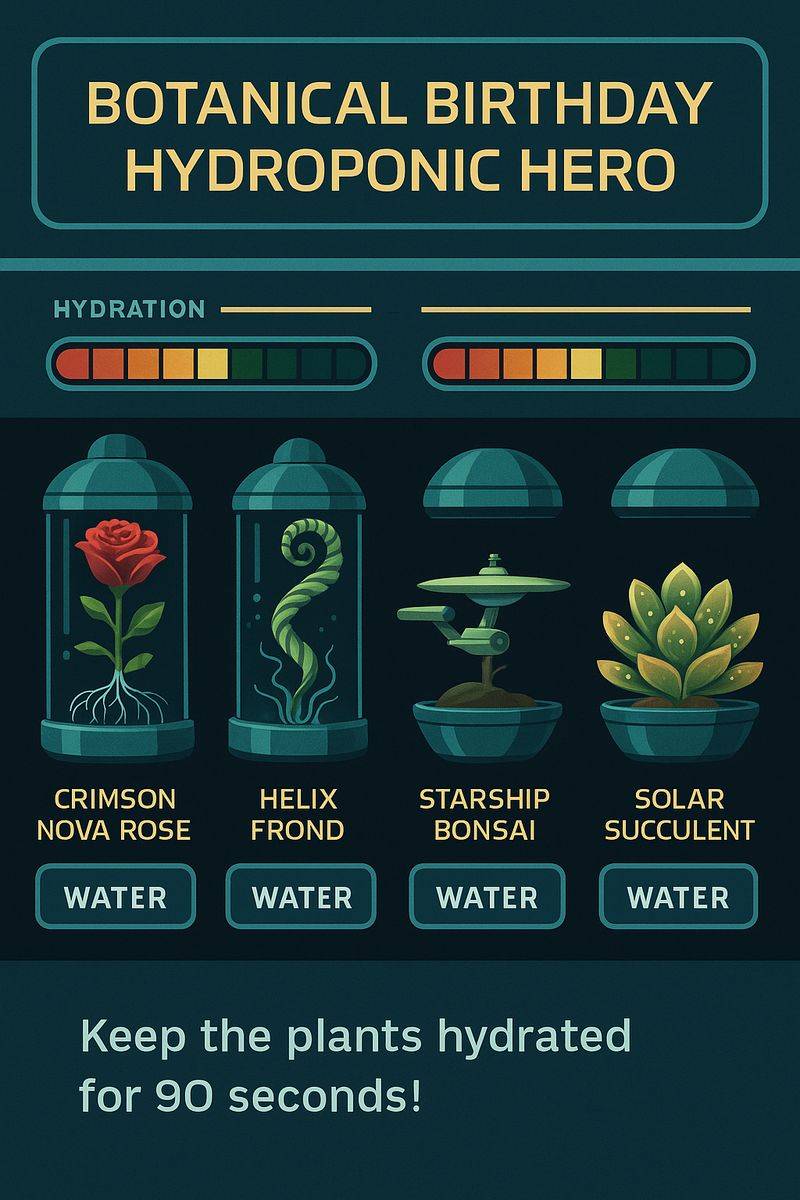 BOTANICAL BIRTHDAY
HYDROPONIC HERO
HYDRATION
CRIMSON
NOVA ROSE
HELIX
FROND
STARSHIP
BONSAI
SOLAR
SUCCULENT
WATER
WATER
WATER
WATER
Keep the plants hydrated
for 90 seconds!